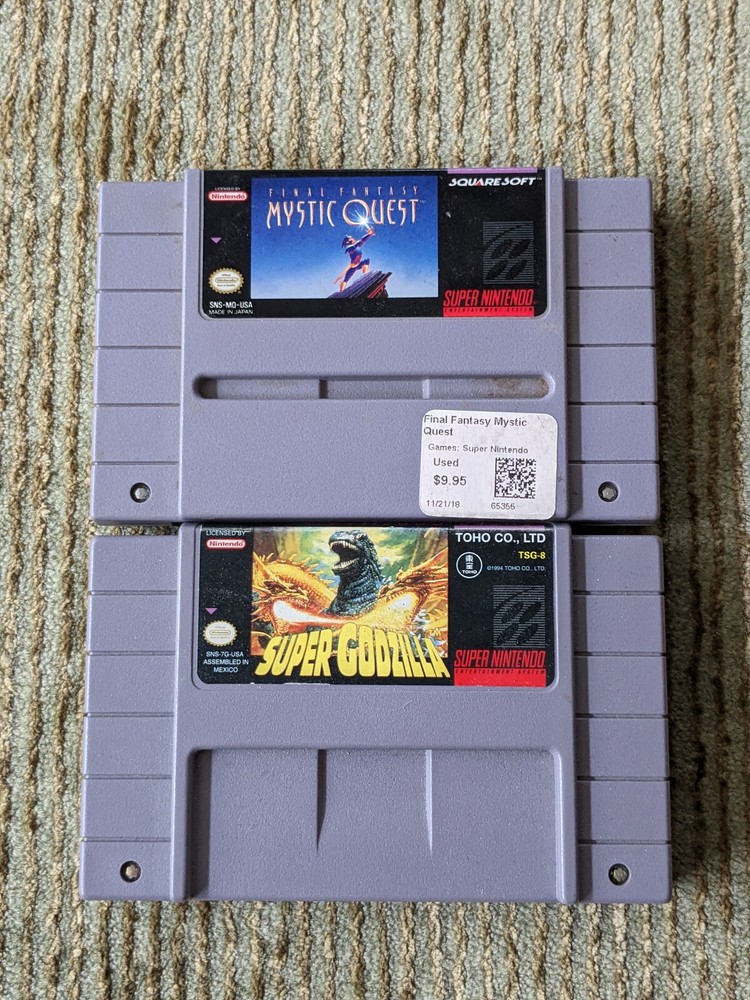 LICENSED BY
Nintendo
FINAL FANTASY
MYSTIC QUEST
SQUARESOFT™
SNS-MQ-USA
MADE IN JAPAN
SUPER NINTENDO
ENTERTAINMENT SYSTEM
Final Fantasy Mystic
Quest
Games: Super Nintendo
Used
$9.95
11/21/18
65355
LICENSED BY
Nintendo
TOHO CO., LTD
TSG-8
TOHO
©1994 TOHO CO., LTD.
SUPER GODZILLA
SNS-7G-USA
ASSEMBLED IN
MEXICO
SUPER NINTENDO
ENTERTAINMENT SYSTEM